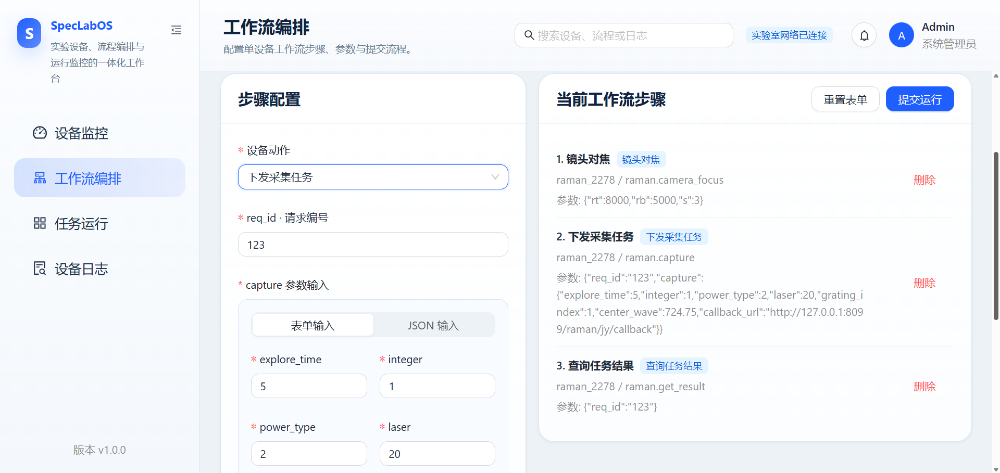 S
SpecLabOS
实验设备、流程编排与
运行监控的一体化工作
台
设备监控
工作流编排
任务运行
设备日志
版本 v1.0.0
工作流编排
配置单设备工作流步骤、参数与提交流程。
搜索设备、流程或日志
实验室网络已连接
A
Admin
系统管理员
步骤配置
* 设备动作
下发采集任务
* req_id · 请求编号
123
* capture 参数输入
表单输入
JSON 输入
* explore_time
* integer
5
1
* power_type
* laser
2
20
当前工作流步骤
重置表单
提交运行
1. 镜头对焦 镜头对焦
raman_2278 / raman.camera_focus
参数: {"rt":8000,"rb":5000,"s":3}
删除
2. 下发采集任务 下发采集任务
raman_2278 / raman.capture
参数: {"req_id":"123","capture":
{"explore_time":5,"integer":1,"power_type":2,"laser":20,"grating_i
ndex":1,"center_wave":724.75,"callback_url":"http://127.0.0.1:809
9/raman/jy/callback"}}
删除
3. 查询任务结果 查询任务结果
raman_2278 / raman.get_result
参数: {"req_id":"123"}
删除